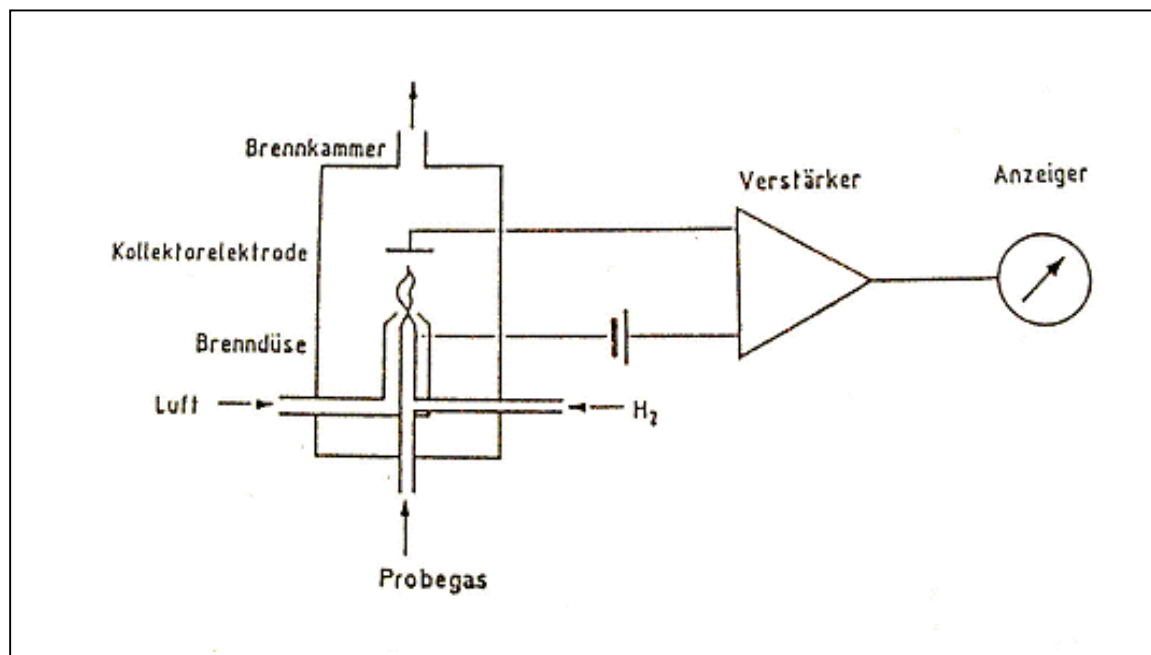 Brennkammer
Verstärker
Anzeiger
Kollektorelektrode
Brenndüse
Luft
H₂
Probegas